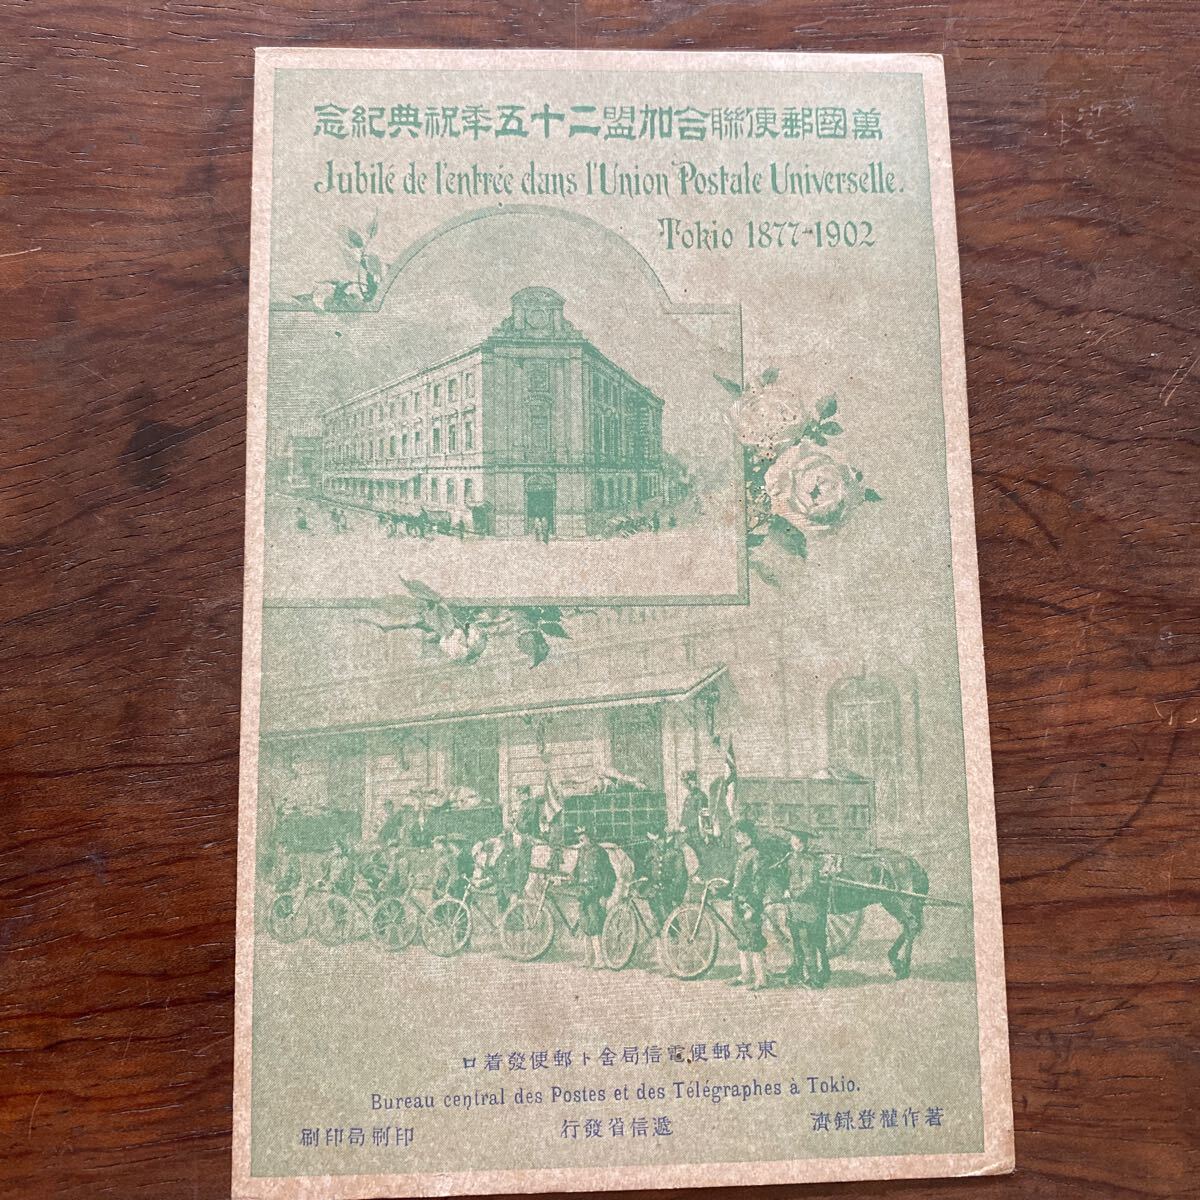 萬國郵便聯合加盟二十五季祝典紀念
Jubilé de l'entrée dans l'Union Postale Universelle.
Tokio 1877-1902
東京郵便電信局舍ト郵便發着口
Bureau central des Postes et des Télégraphes à Tokio.
著作權登錄濟
遞信省發行
印刷局印刷